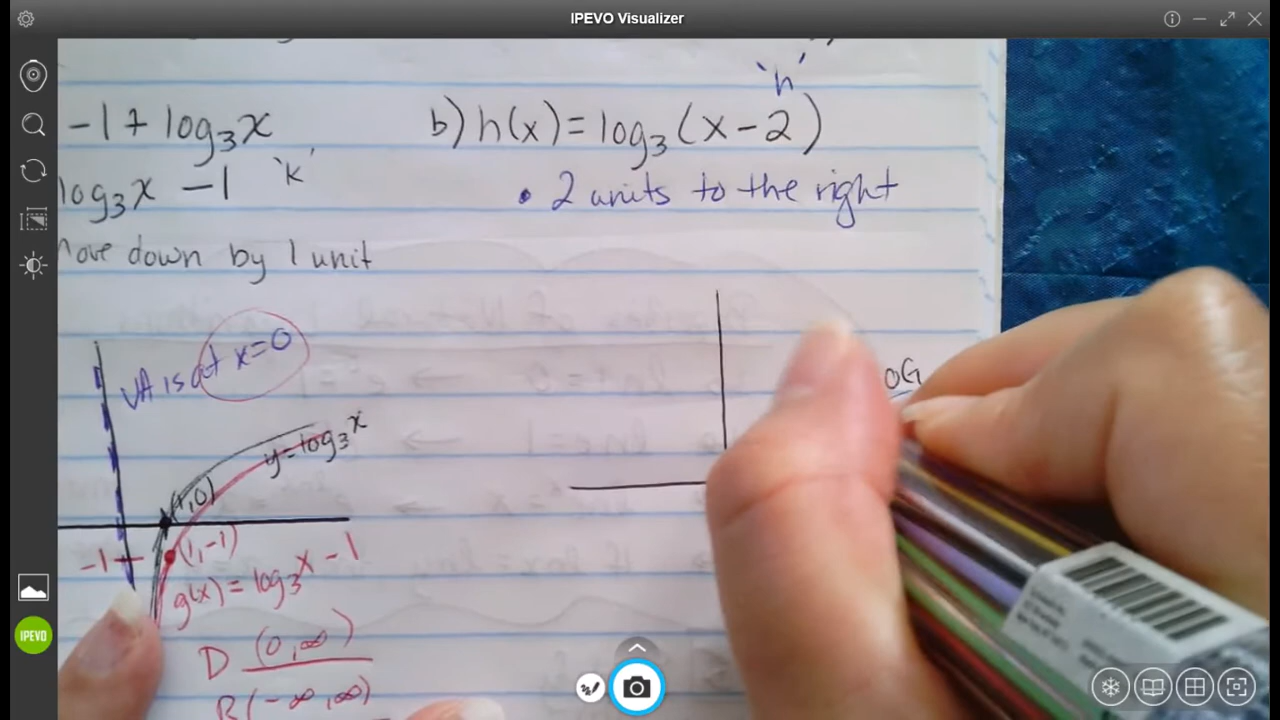 IPEVO Visualizer
'h'
-1 + log₃x
b) h(x) = log₃(x-2)
log₃x -1 'k'
• 2 units to the right
move down by 1 unit
VA is at x=0
OG
y=log₃x
(1,0)
-1
(1,-1)
g(x) = log₃x - 1
D (0,∞)
R (-∞,∞)
IPEVO